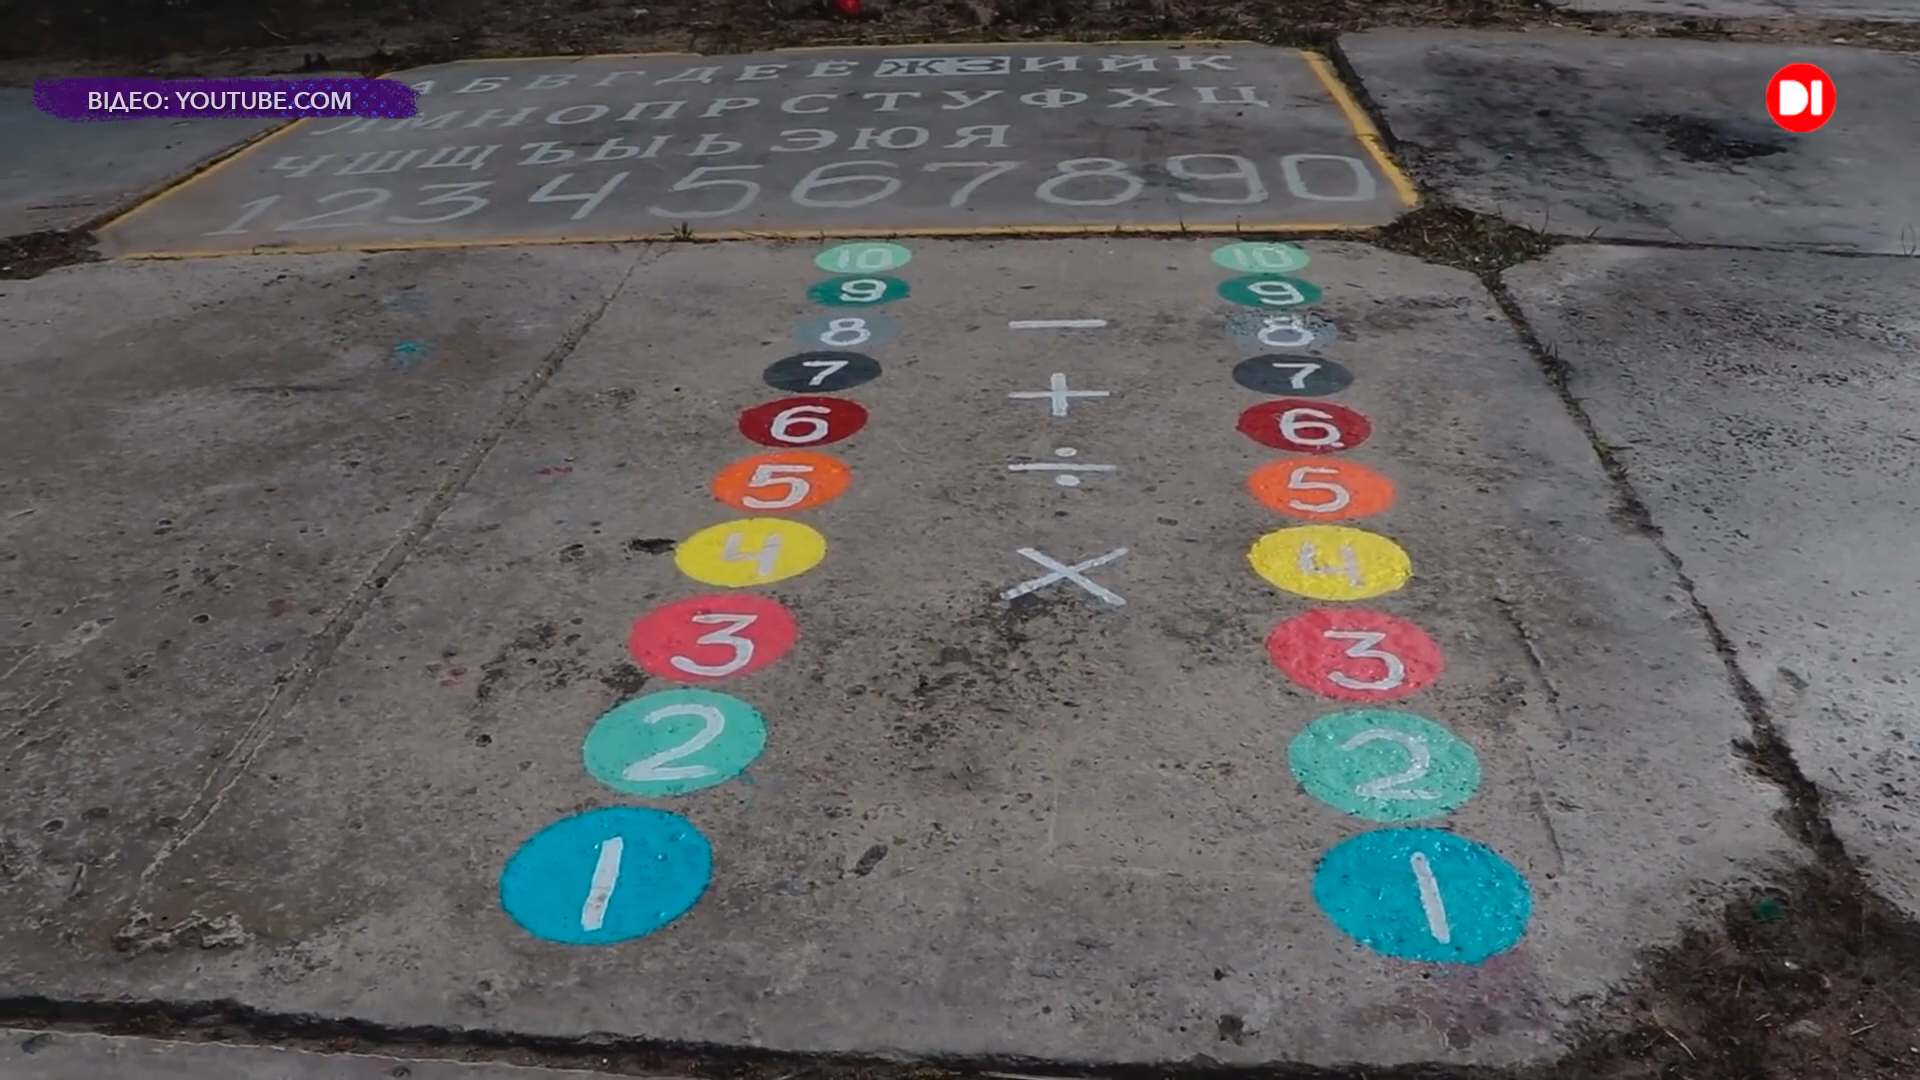 ВІДЕО: YOUTUBE.COM
DI
АБВГДЕЁЖЗИЙК
ЛМНОПРСТУФХЦ
ЧШЩЪЫЬЭЮЯ
1234567890
10 10
9 9
8 − 8
7 7
6 + 6
5 ÷ 5
4 × 4
3 3
2 2
1 1